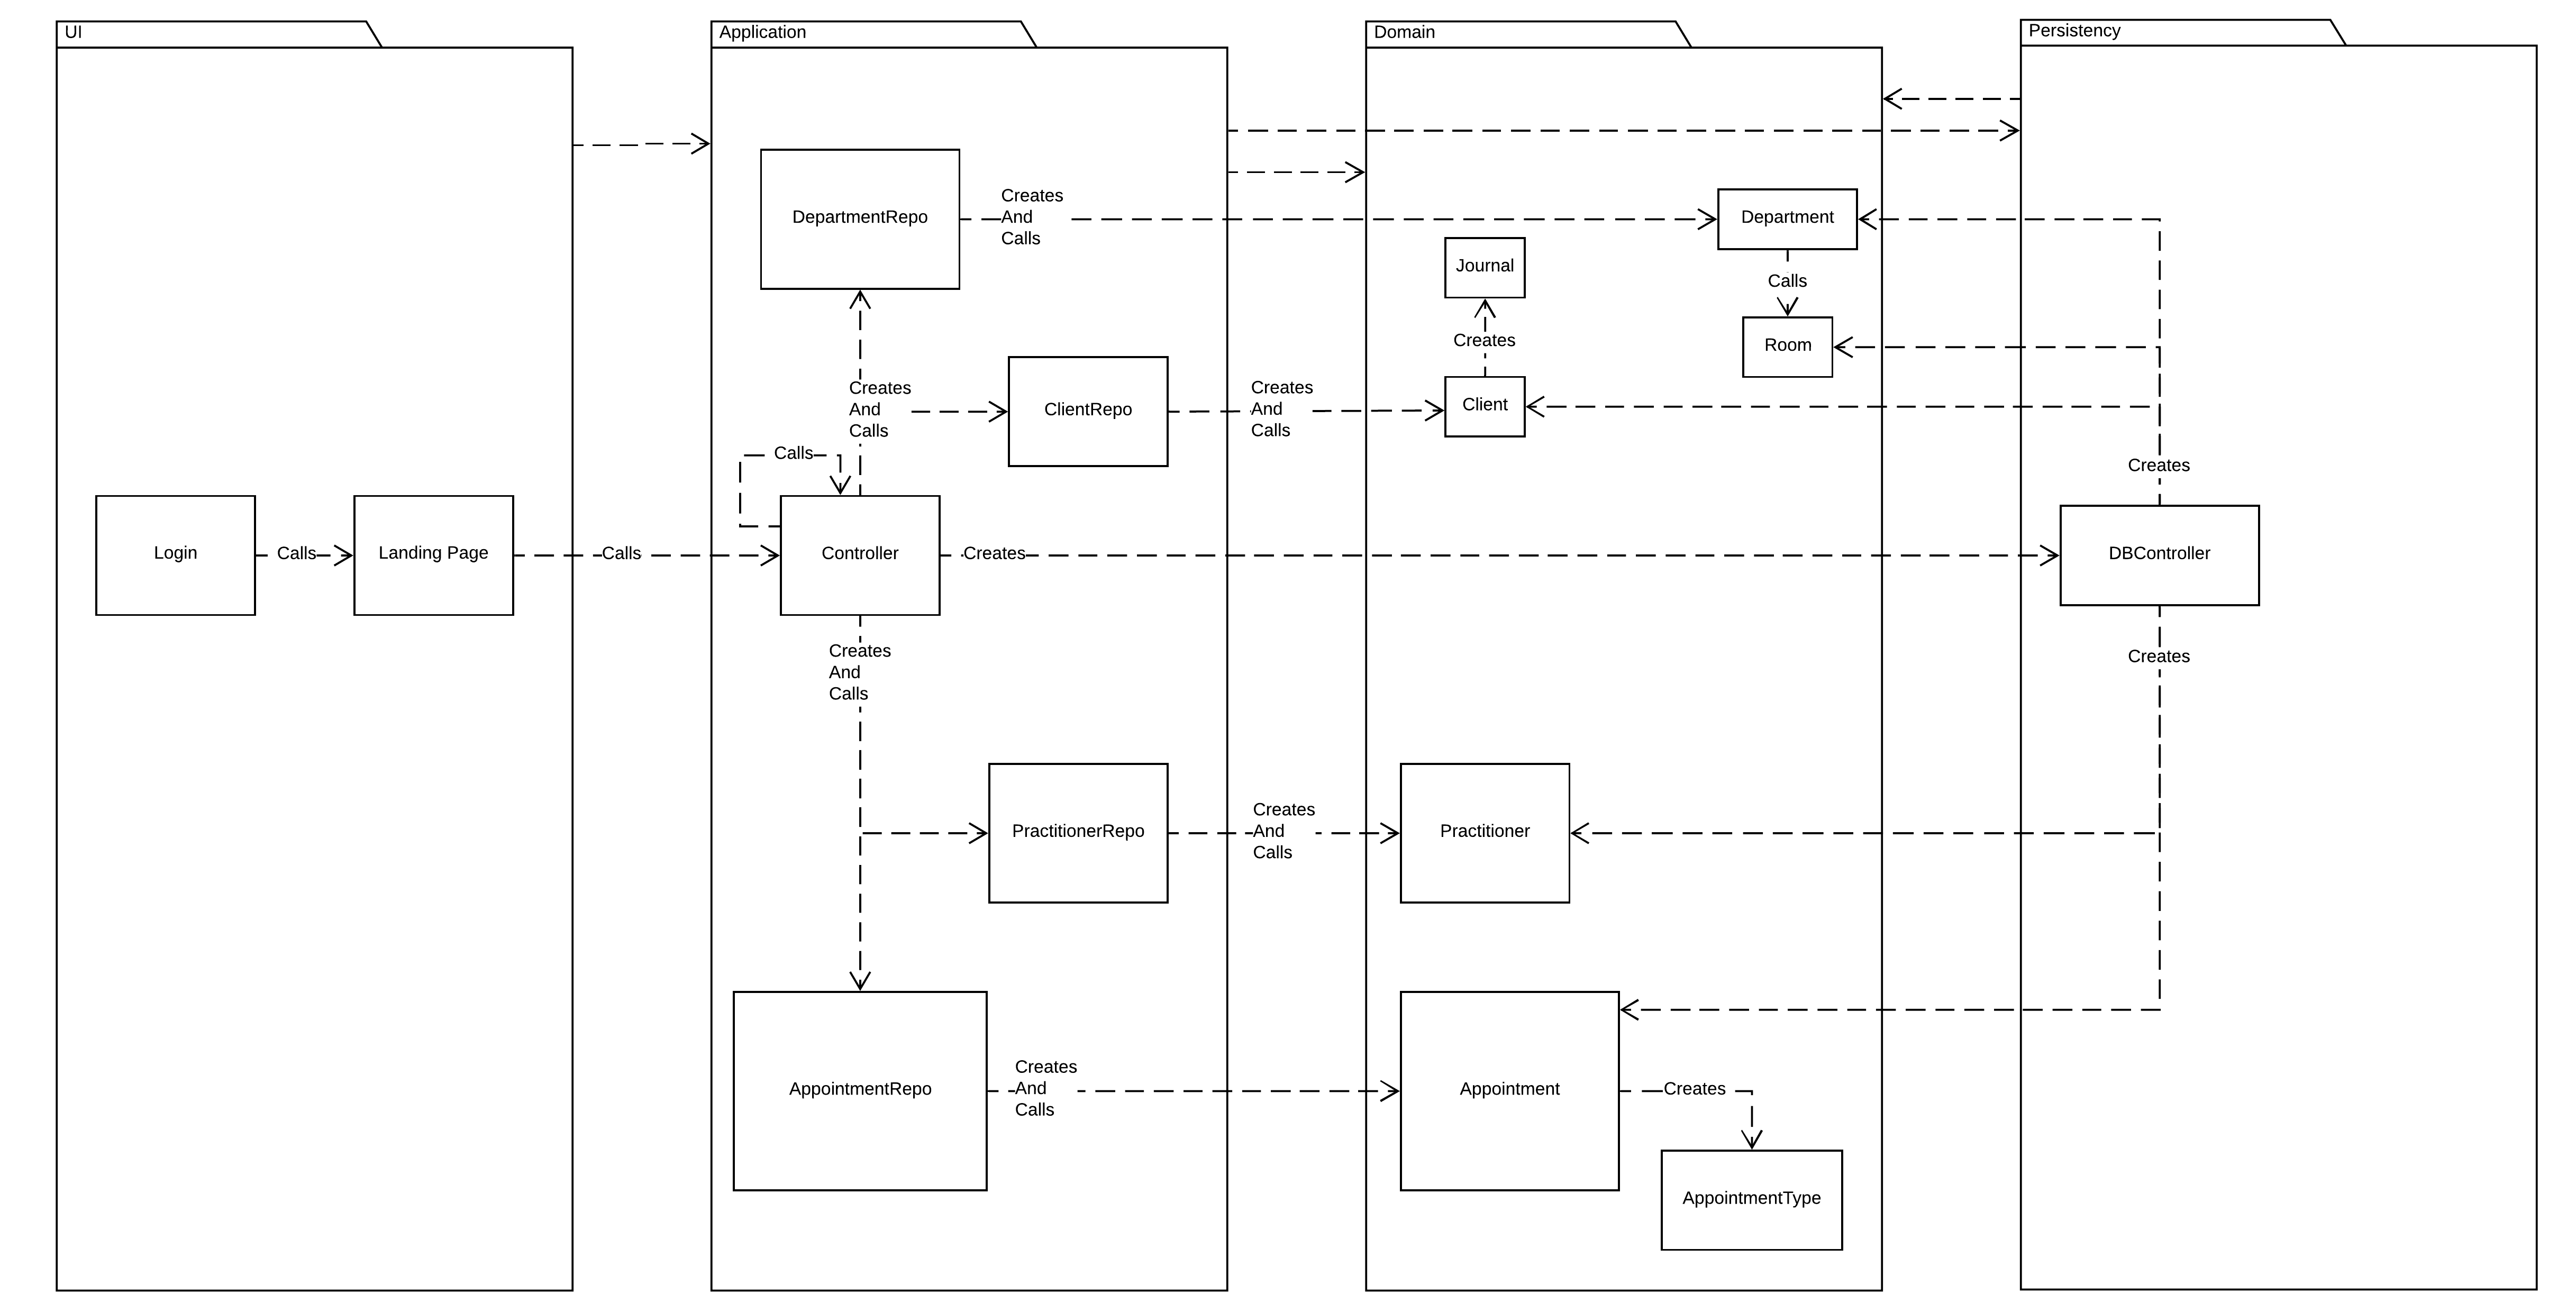 UI
Application
Domain
Persistency
DepartmentRepo
Creates
And
Calls
Department
Journal
Calls
Creates
Room
Creates
And
Calls
ClientRepo
Creates
And
Calls
Client
Calls
Creates
Login
Calls
Landing Page
Calls
Controller
Creates
DBController
Creates
And
Calls
Creates
PractitionerRepo
Creates
And
Calls
Practitioner
AppointmentRepo
Creates
And
Calls
Appointment
Creates
AppointmentType